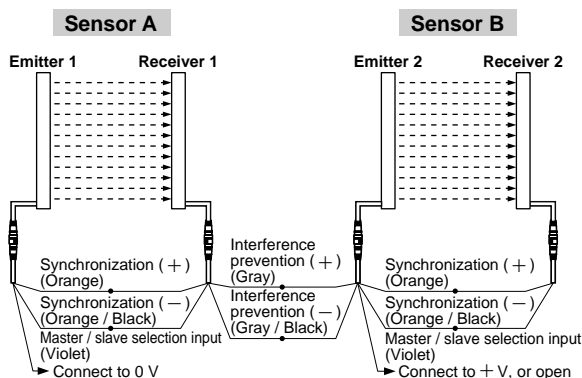 Sensor A
Sensor B
Emitter 1
Receiver 1
Emitter 2
Receiver 2
Synchronization (+)
(Orange)
Synchronization (−)
(Orange / Black)
Master / slave selection input
(Violet)
Connect to 0 V
Interference
prevention (+)
(Gray)
Interference
prevention (−)
(Gray / Black)
Synchronization (+)
(Orange)
Synchronization (−)
(Orange / Black)
Master / slave selection input
(Violet)
Connect to + V, or open